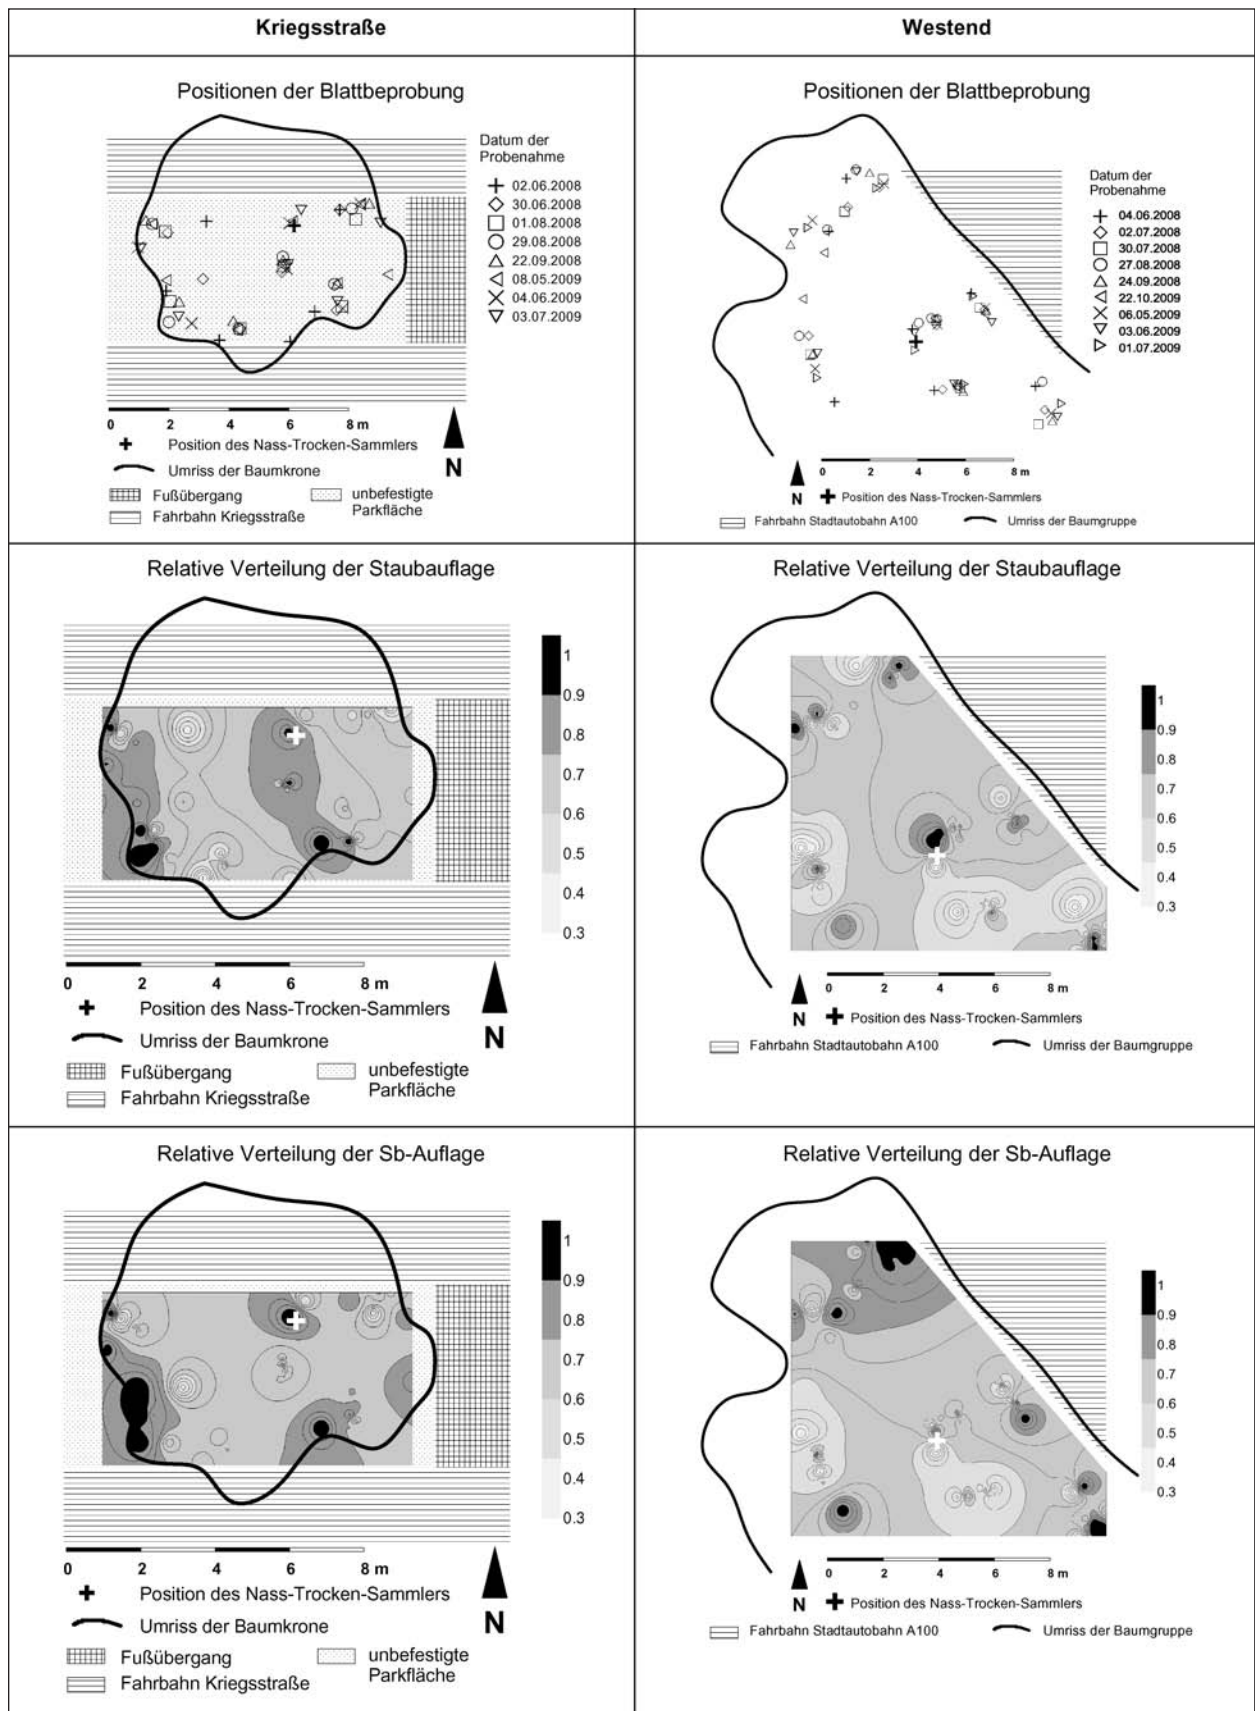 Kriegsstraße
Westend
Positionen der Blattbeprobung
Datum der
Probenahme
02.06.2008
30.06.2008
01.08.2008
29.08.2008
22.09.2008
08.05.2009
04.06.2009
03.07.2009
0 2 4 6 8 m
Position des Nass-Trocken-Sammlers
Umriss der Baumkrone
N
Fußübergang
unbefestigte
Parkfläche
Fahrbahn Kriegsstraße
Positionen der Blattbeprobung
Datum der
Probenahme
04.06.2008
02.07.2008
30.07.2008
27.08.2008
24.09.2008
22.10.2009
06.05.2009
03.06.2009
01.07.2009
0 2 4 6 8 m
N
Position des Nass-Trocken-Sammlers
Fahrbahn Stadtautobahn A100
Umriss der Baumgruppe
Relative Verteilung der Staubauflage
1
0.9
0.8
0.7
0.6
0.5
0.4
0.3
0 2 4 6 8 m
Position des Nass-Trocken-Sammlers
Umriss der Baumkrone
N
Fußübergang
unbefestigte
Parkfläche
Fahrbahn Kriegsstraße
Relative Verteilung der Staubauflage
1
0.9
0.8
0.7
0.6
0.5
0.4
0.3
0 2 4 6 8 m
N
Position des Nass-Trocken-Sammlers
Fahrbahn Stadtautobahn A100
Umriss der Baumgruppe
Relative Verteilung der Sb-Auflage
1
0.9
0.8
0.7
0.6
0.5
0.4
0.3
0 2 4 6 8 m
Position des Nass-Trocken-Sammlers
Umriss der Baumkrone
N
Fußübergang
unbefestigte
Parkfläche
Fahrbahn Kriegsstraße
Relative Verteilung der Sb-Auflage
1
0.9
0.8
0.7
0.6
0.5
0.4
0.3
0 2 4 6 8 m
N
Position des Nass-Trocken-Sammlers
Fahrbahn Stadtautobahn A100
Umriss der Baumgruppe